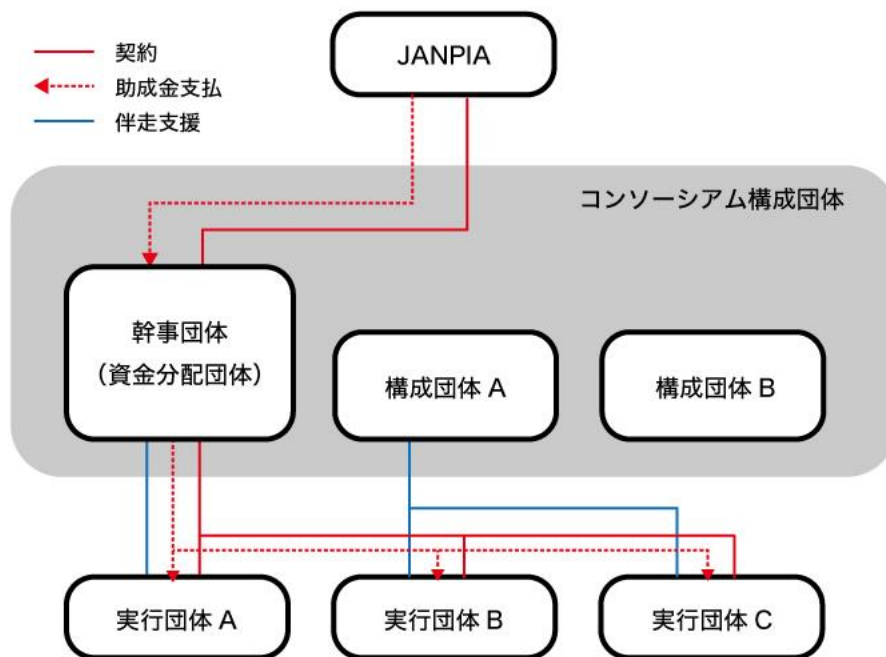 JANPIA
契約
助成金支払
伴走支援
コンソーシアム構成団体
幹事団体
（資金分配団体）
構成団体 A
構成団体 B
実行団体 A
実行団体 B
実行団体 C